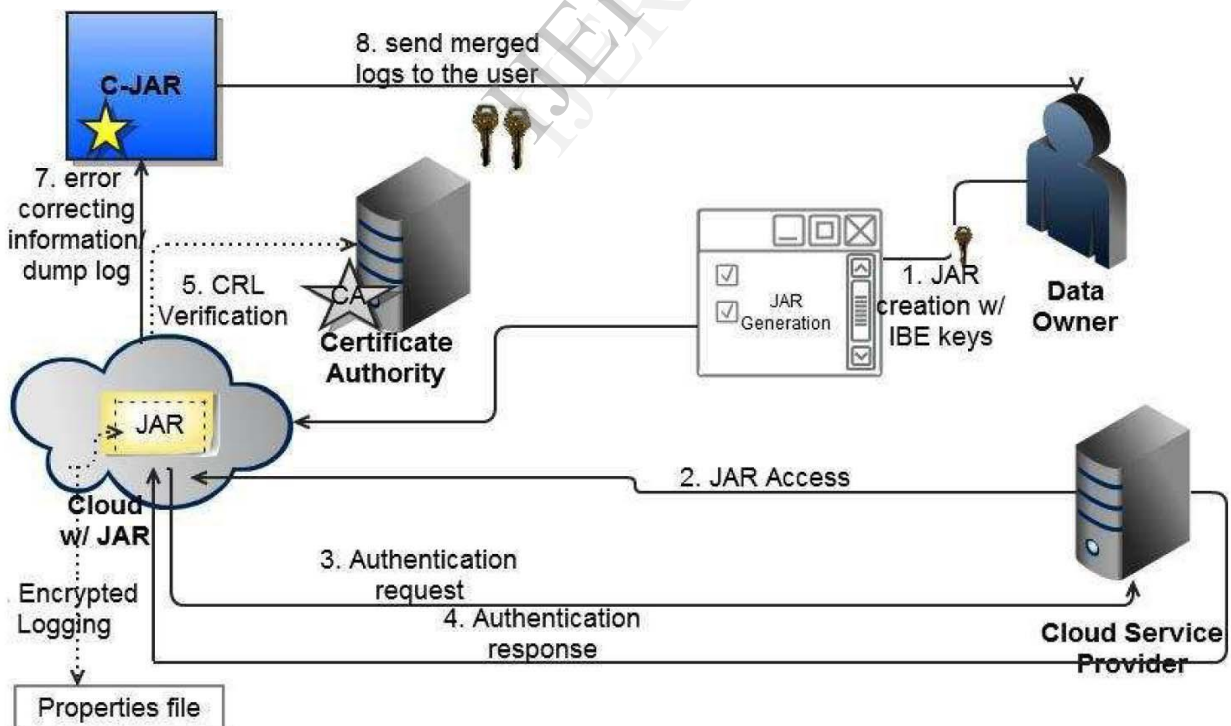 8. send merged
logs to the user
IJER
C-JAR
7. error
correcting
information/
dump log
5. CRL
Verification
CA
Certificate
Authority
JAR
Generation
1. JAR
creation w/
IBE keys
Data
Owner
JAR
Cloud
w/ JAR
2. JAR Access
3. Authentication
request
4. Authentication
response
Cloud Service
Provider
. Encrypted
Logging
Properties file